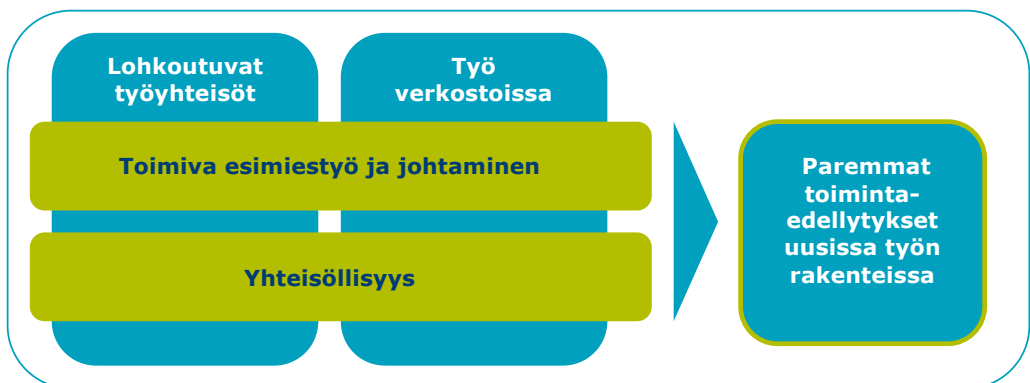 Lohkoutuvat
työyhteisöt
Työ
verkostoissa
Toimiva esimiestyö ja johtaminen
Yhteisöllisyys
Paremmat
toiminta-
edellytykset
uusissa työn
rakenteissa